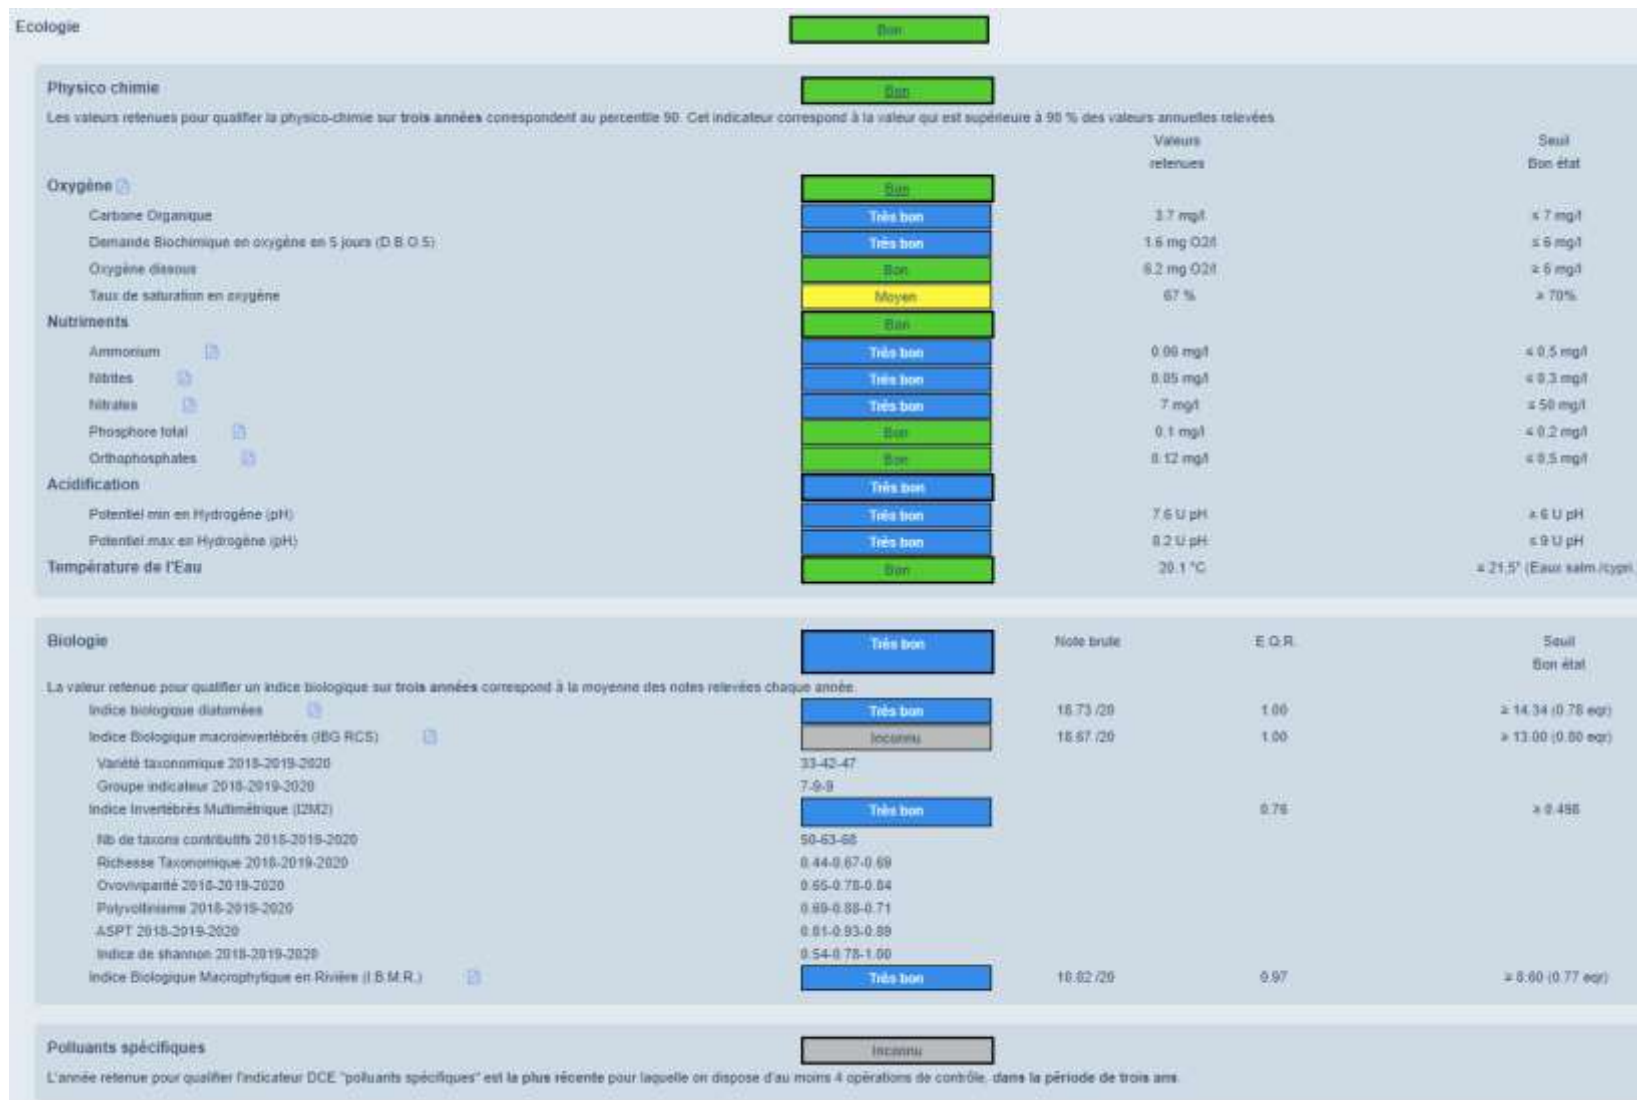 Ecologie Bon
Physico chimie Bon
Les valeurs retenues pour qualifier la physico-chimie sur trois années correspondent au percentile 90. Cet indicateur correspond à la valeur qui est supérieure à 90 % des valeurs annuelles relevées.
Valeurs Seuil
retenues Bon état
Oxygène Bon
Carbone Organique Très bon 3.7 mg/l ≤ 7 mg/l
Demande Biochimique en oxygène en 5 jours (D.B.O.5) Très bon 1.6 mg O2/l ≤ 6 mg/l
Oxygène dissous Bon 6.2 mg O2/l ≥ 6 mg/l
Taux de saturation en oxygène Moyen 67 % ≥ 70%
Nutriments Bon
Ammonium Très bon 0.06 mg/l ≤ 0,5 mg/l
Nitrites Très bon 0.05 mg/l ≤ 0,3 mg/l
Nitrates Très bon 7 mg/l ≤ 50 mg/l
Phosphore total Bon 0.1 mg/l ≤ 0,2 mg/l
Orthophosphates Bon 0.12 mg/l ≤ 0,5 mg/l
Acidification Très bon
Potentiel min en Hydrogène (pH) Très bon 7.6 U pH ≥ 6 U pH
Potentiel max en Hydrogène (pH) Très bon 8.2 U pH ≤ 9 U pH
Température de l'Eau Bon 20.1 °C ≤ 21,5° (Eaux salm./cypri.
Biologie Très bon Note brute E.Q.R. Seuil
Bon état
La valeur retenue pour qualifier un indice biologique sur trois années correspond à la moyenne des notes relevées chaque année.
Indice biologique diatomées Très bon 18.73 /20 1.00 ≥ 14.34 (0.78 eqr)
Indice Biologique macroinvertébrés (IBG RCS) Inconnu 18.67 /20 1.00 ≥ 13.00 (0.80 eqr)
Variété taxonomique 2018-2019-2020 33-42-47
Groupe indicateur 2018-2019-2020 7-9-9
Indice Invertébrés Multimétrique (I2M2) Très bon 0.76 ≥ 0.498
Nb de taxons contributifs 2018-2019-2020 50-63-68
Richesse Taxonomique 2018-2019-2020 0.44-0.67-0.69
Ovoviviparité 2018-2019-2020 0.65-0.78-0.84
Polyvoltinisme 2018-2019-2020 0.69-0.88-0.71
ASPT 2018-2019-2020 0.81-0.93-0.89
Indice de shannon 2018-2019-2020 0.54-0.78-1.00
Indice Biologique Macrophytique en Rivière (I.B.M.R.) Très bon 10.82 /20 0.97 ≥ 8.60 (0.77 eqr)
Polluants spécifiques Inconnu
L'année retenue pour qualifier l'indicateur DCE "polluants spécifiques" est la plus récente pour laquelle on dispose d'au moins 4 opérations de contrôle, dans la période de trois ans.